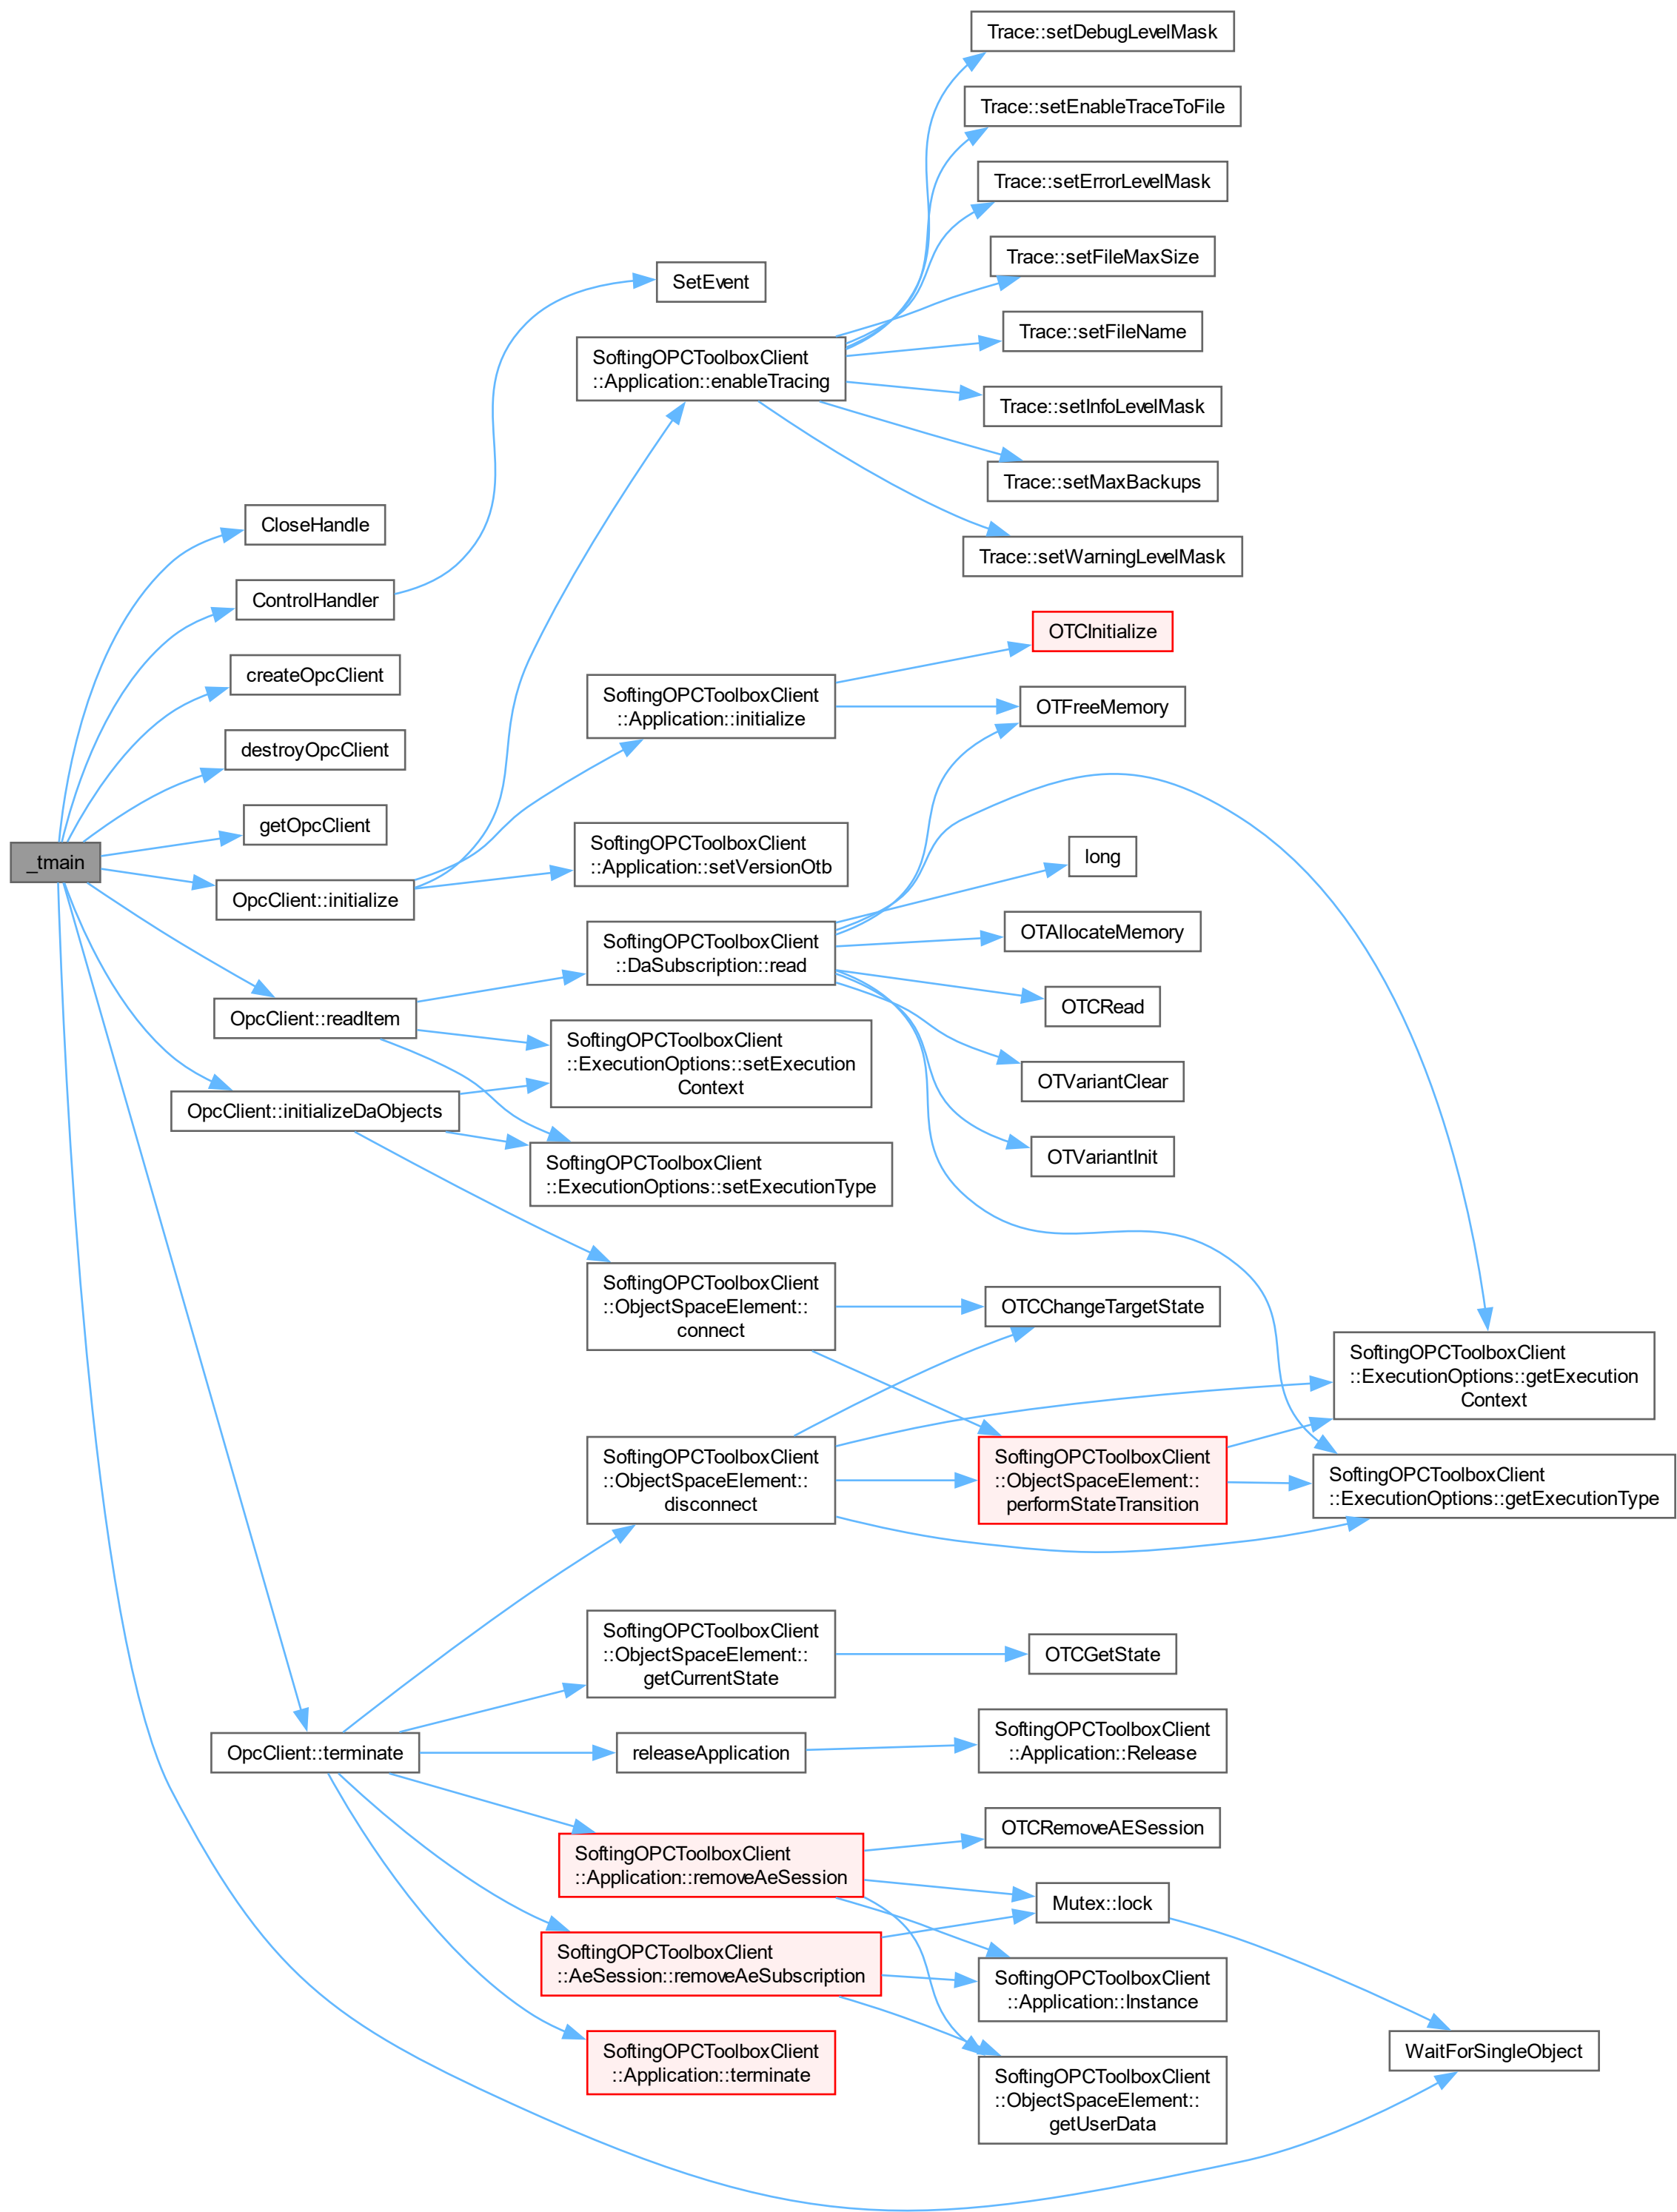 _tmain
CloseHandle
ControlHandler
createOpcClient
destroyOpcClient
getOpcClient
OpcClient::initialize
OpcClient::readItem
OpcClient::initializeDaObjects
OpcClient::terminate
SetEvent
SoftingOPCToolboxClient
::Application::enableTracing
SoftingOPCToolboxClient
::Application::initialize
SoftingOPCToolboxClient
::Application::setVersionOtb
SoftingOPCToolboxClient
::DaSubscription::read
SoftingOPCToolboxClient
::ExecutionOptions::setExecution
Context
SoftingOPCToolboxClient
::ExecutionOptions::setExecutionType
SoftingOPCToolboxClient
::ObjectSpaceElement::
connect
SoftingOPCToolboxClient
::ObjectSpaceElement::
disconnect
SoftingOPCToolboxClient
::ObjectSpaceElement::
getCurrentState
releaseApplication
SoftingOPCToolboxClient
::Application::removeAeSession
SoftingOPCToolboxClient
::AeSession::removeAeSubscription
SoftingOPCToolboxClient
::Application::terminate
Trace::setDebugLevelMask
Trace::setEnableTraceToFile
Trace::setErrorLevelMask
Trace::setFileMaxSize
Trace::setFileName
Trace::setInfoLevelMask
Trace::setMaxBackups
Trace::setWarningLevelMask
OTCInitialize
OTFreeMemory
long
OTAllocateMemory
OTCRead
OTVariantClear
OTVariantInit
OTCChangeTargetState
SoftingOPCToolboxClient
::ObjectSpaceElement::
performStateTransition
OTCGetState
SoftingOPCToolboxClient
::Application::Release
OTCRemoveAESession
Mutex::lock
SoftingOPCToolboxClient
::Application::Instance
SoftingOPCToolboxClient
::ObjectSpaceElement::
getUserData
SoftingOPCToolboxClient
::ExecutionOptions::getExecution
Context
SoftingOPCToolboxClient
::ExecutionOptions::getExecutionType
WaitForSingleObject